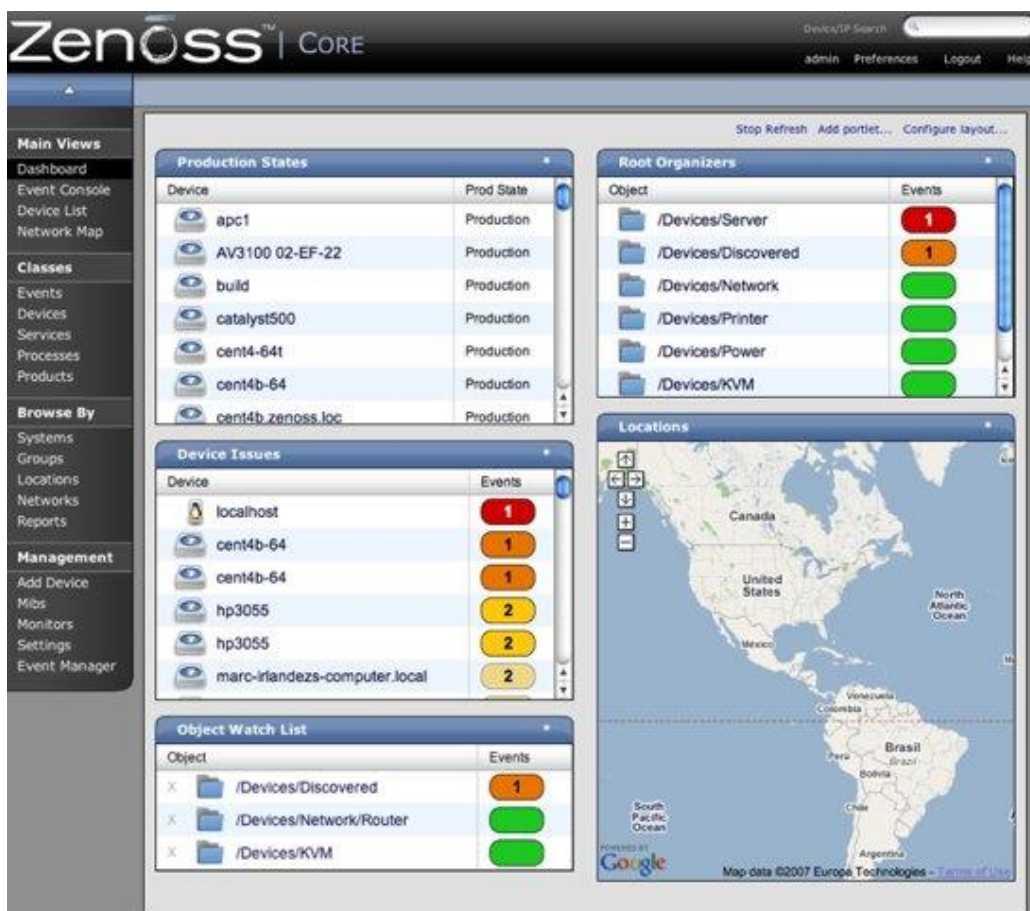 Zenoss™ | CORE
Device/IP Search
admin Preferences Logout Help
Main Views
Dashboard
Event Console
Device List
Network Map
Classes
Events
Devices
Services
Processes
Products
Browse By
Systems
Groups
Locations
Networks
Reports
Management
Add Device
Mibs
Monitors
Settings
Event Manager
Stop Refresh Add portlet... Configure layout...
Production States
Device Prod State
apc1 Production
AV3100 02-EF-22 Production
build Production
catalyst500 Production
cent4-64t Production
cent4b-64 Production
cent4b.zenoss.loc Production
Device Issues
Device Events
localhost 1
cent4b-64 1
cent4b-64 1
hp3055 2
hp3055 2
marc-irlandezs-computer.local 2
Object Watch List
Object Events
X /Devices/Discovered 1
X /Devices/Network/Router
X /Devices/KVM
Root Organizers
Object Events
/Devices/Server 1
/Devices/Discovered 1
/Devices/Network
/Devices/Printer
/Devices/Power
/Devices/KVM
Locations
Canada
United
States
North
Atlantic
Ocean
México
Venezuela
Colombia
Brasil
Brazil
Peru
Bolivia
Chile
South
Pacific
Ocean
Argentina
POWERED BY
Google
Map data ©2007 Europa Technologies - Terms of Use